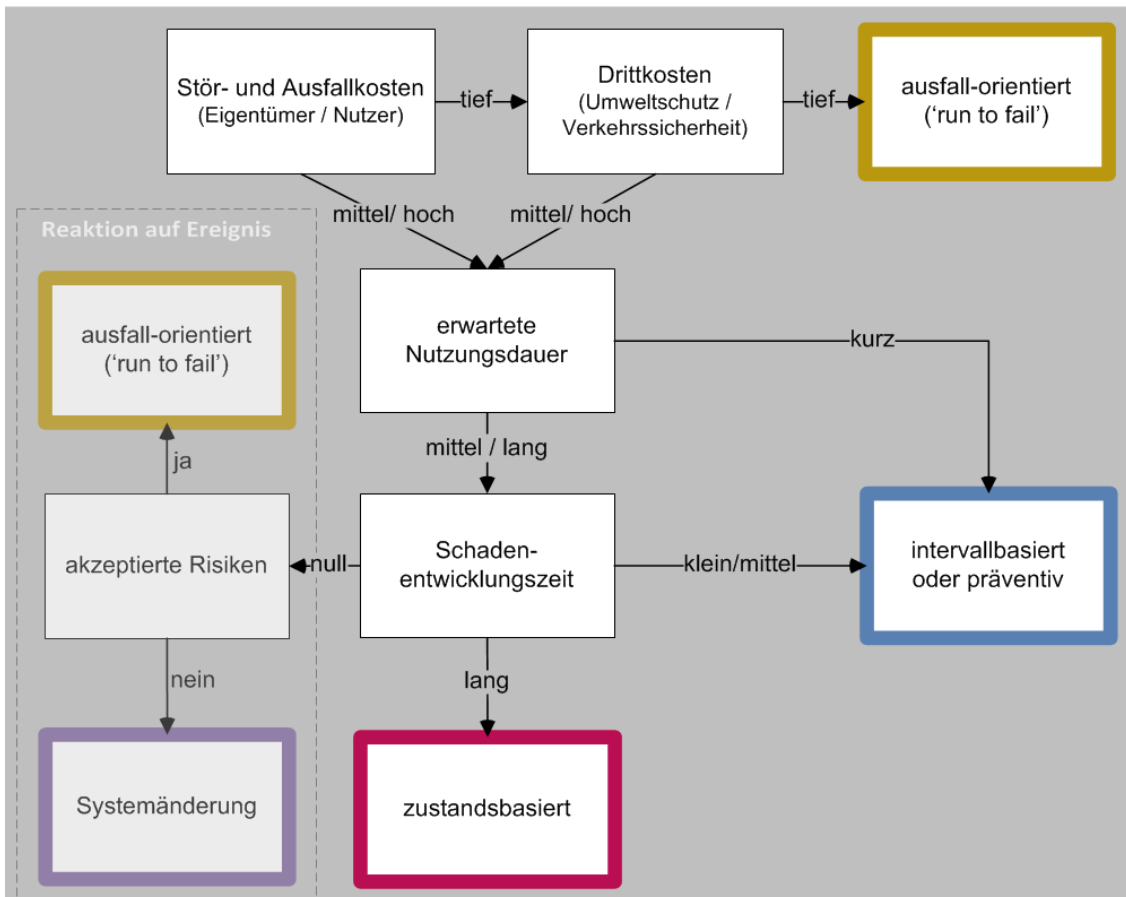 Stör- und Ausfallkosten
(Eigentümer / Nutzer)
tief
Drittkosten
(Umweltschutz /
Verkehrssicherheit)
tief
ausfall-orientiert
(‘run to fail’)
mittel/ hoch
mittel/ hoch
Reaktion auf Ereignis
ausfall-orientiert
(‘run to fail’)
erwartete
Nutzungsdauer
kurz
ja
mittel / lang
akzeptierte Risiken
null
Schaden-
entwicklungszeit
klein/mittel
intervallbasiert
oder präventiv
nein
lang
Systemänderung
zustandsbasiert